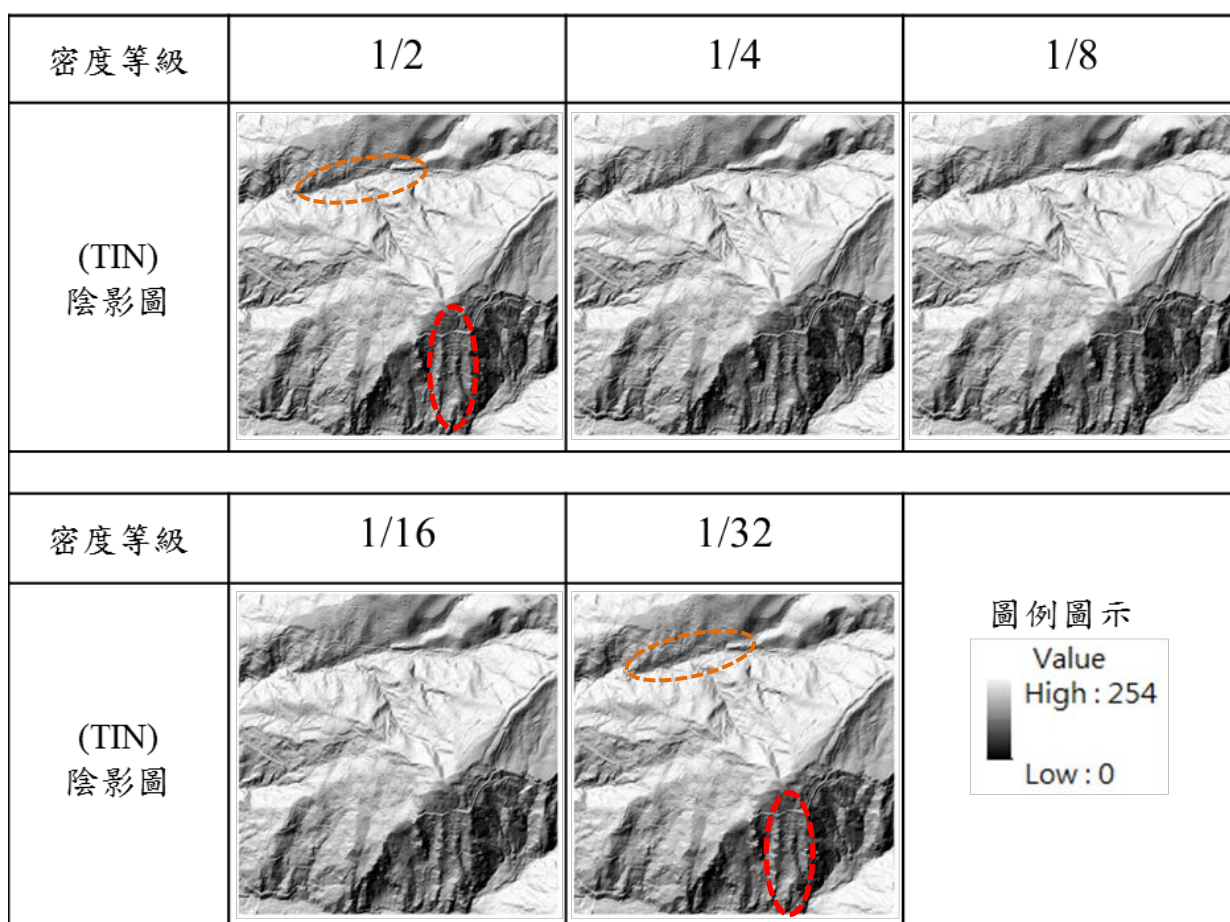 密度等級 1/2 1/4 1/8
(TIN)
陰影圖
密度等級 1/16 1/32
(TIN)
陰影圖
圖例圖示
Value
High : 254
Low : 0